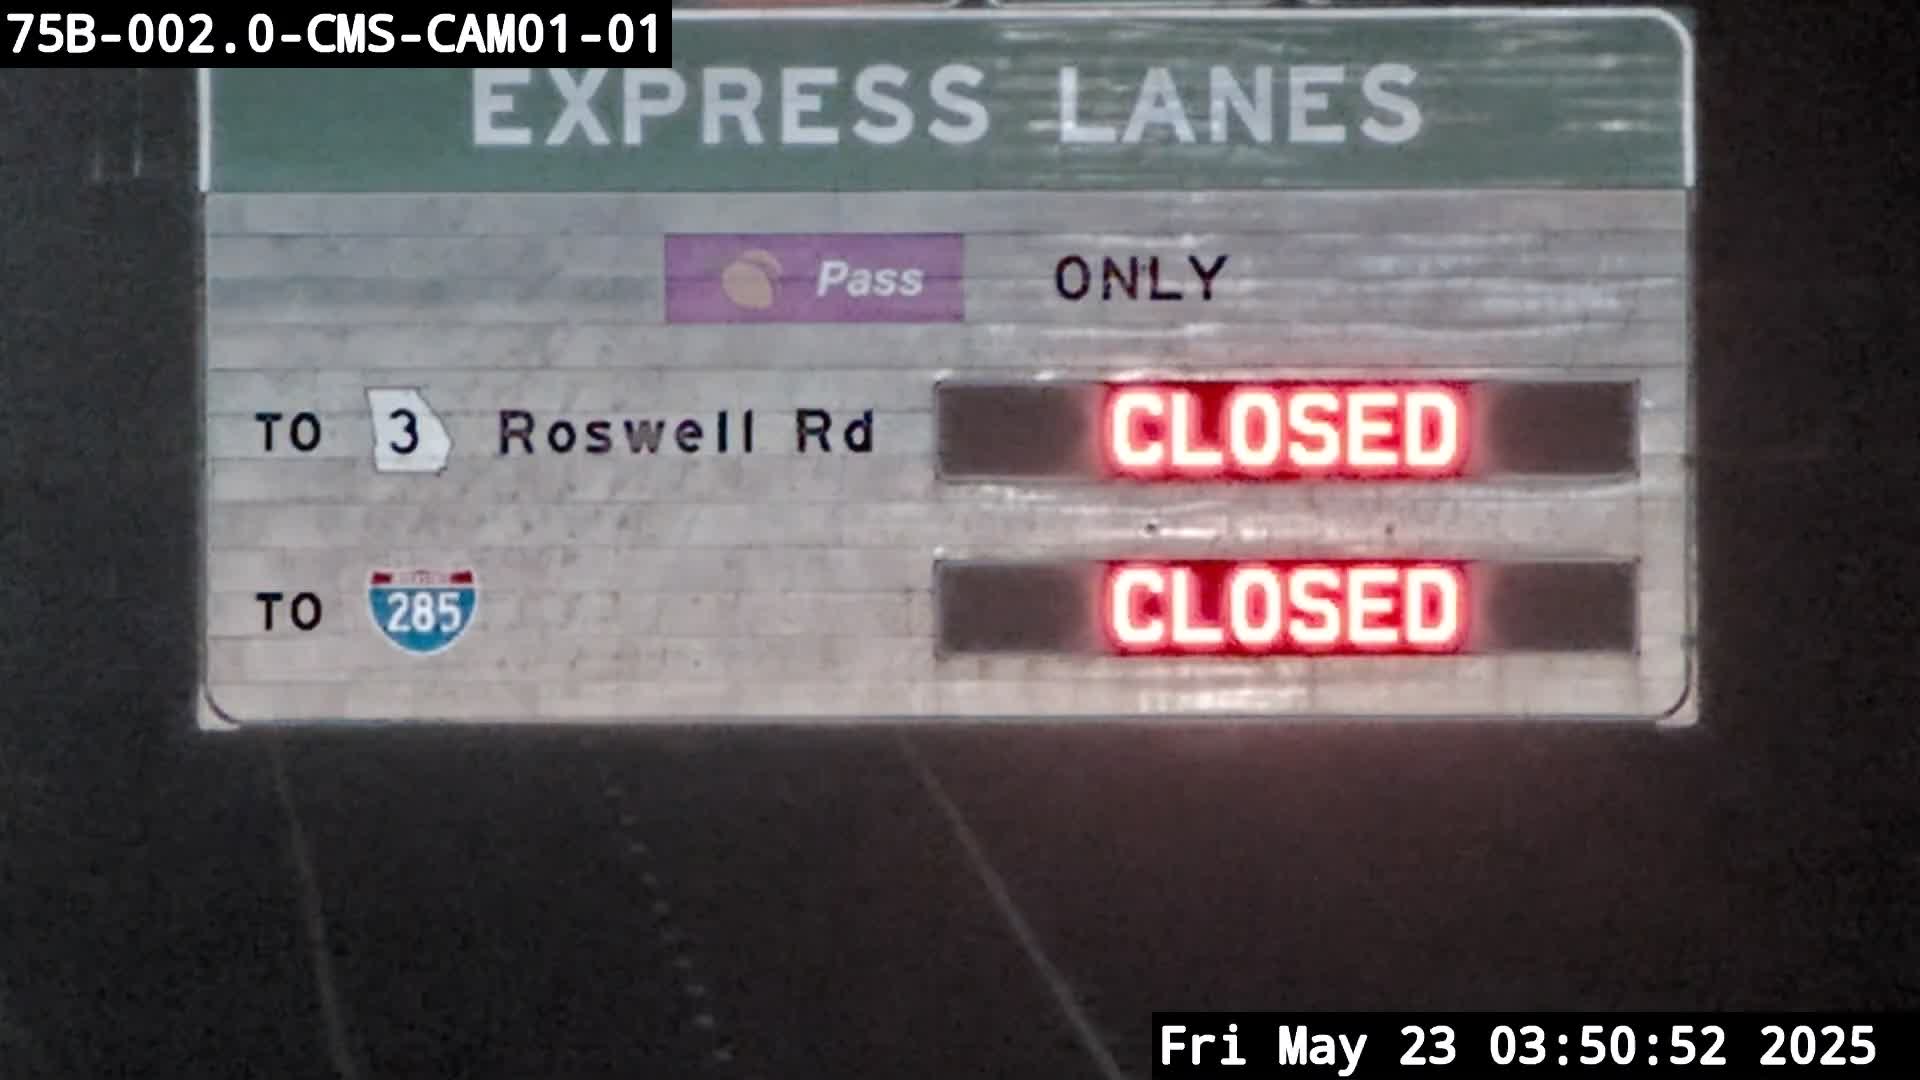 75B-002.0-CMS-CAM01-01
EXPRESS LANES
Pass ONLY
TO 3 Roswell Rd CLOSED
TO 285 CLOSED
Fri May 23 03:50:52 2025